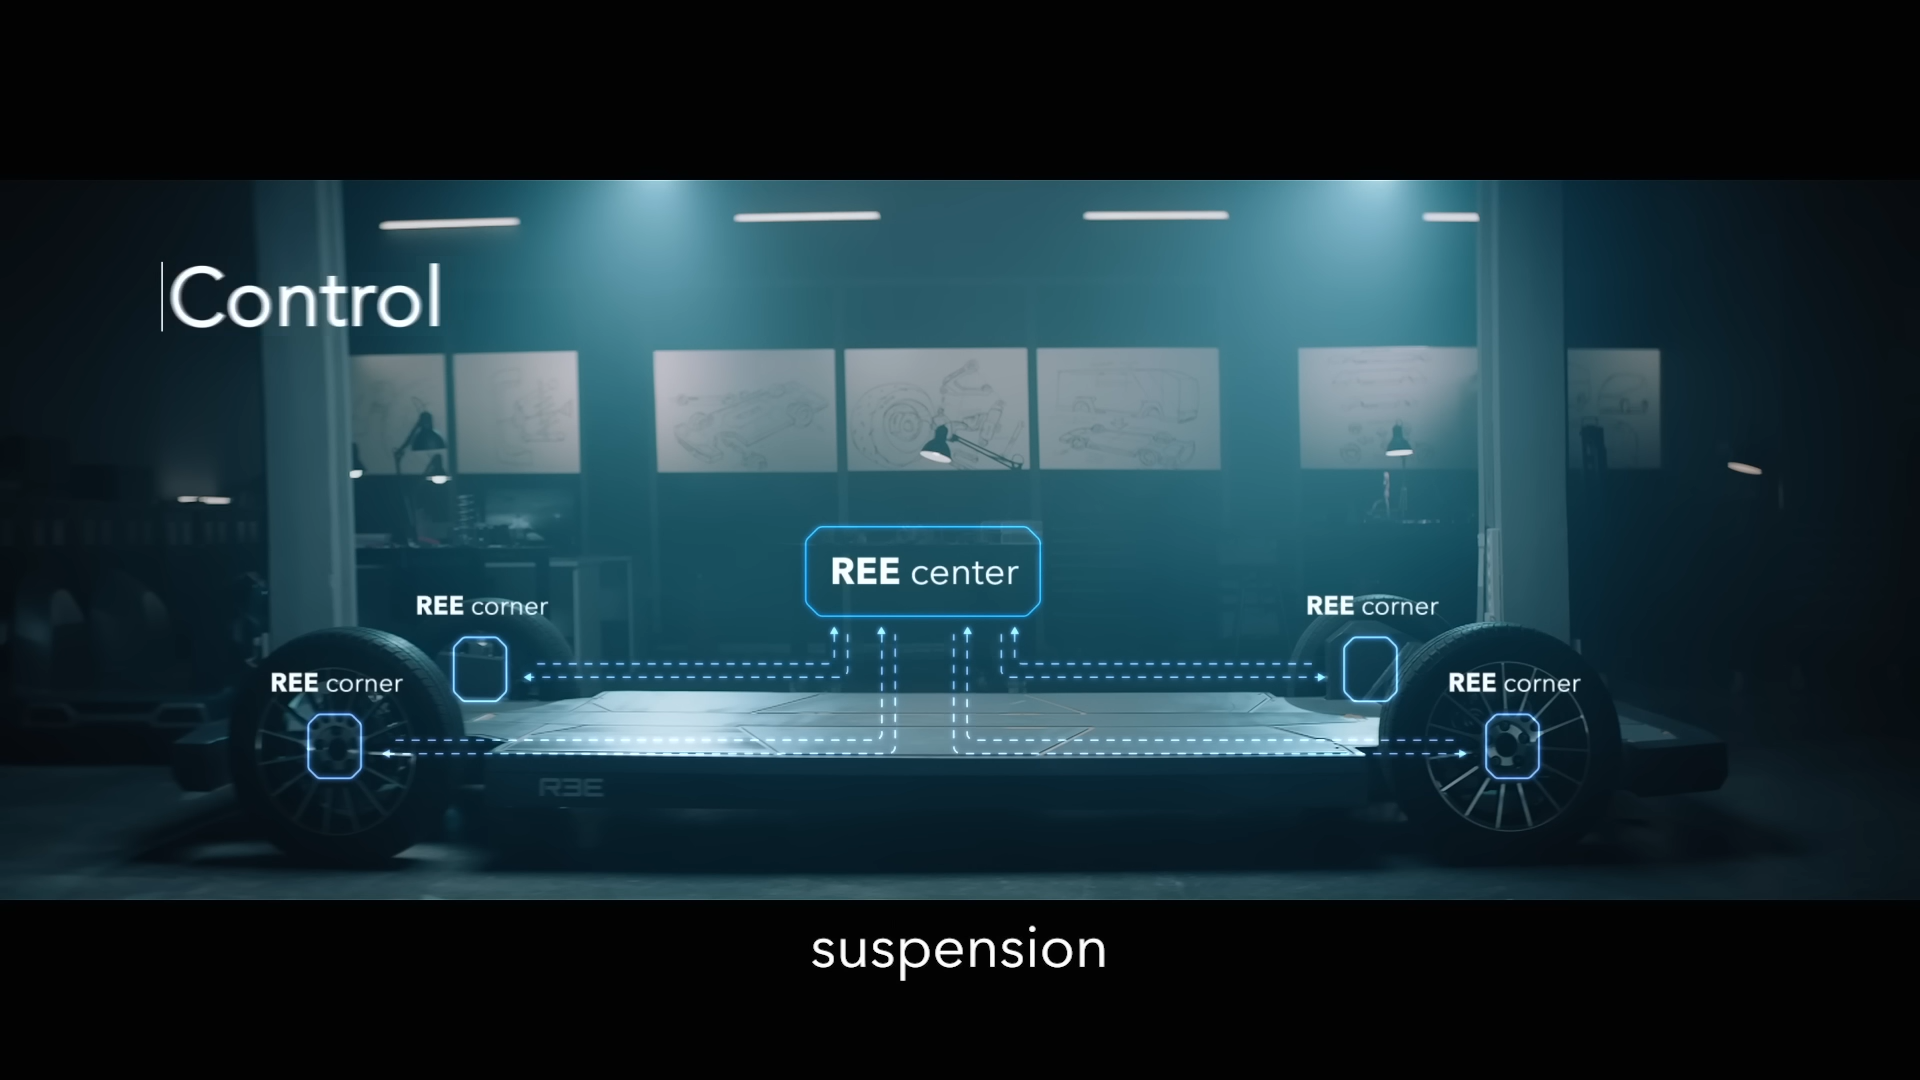 Control
REE center
REE corner
REE corner
REE corner
REE corner
REE
suspension